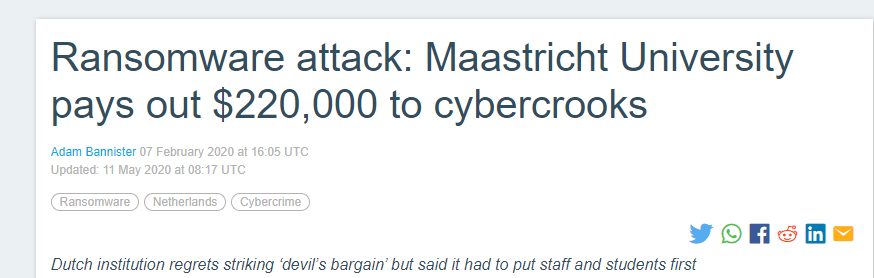 Ransomware attack: Maastricht University
pays out $220,000 to cybercrooks
Adam Bannister 07 February 2020 at 16:05 UTC
Updated: 11 May 2020 at 08:17 UTC
Ransomware Netherlands Cybercrime
Dutch institution regrets striking ‘devil’s bargain’ but said it had to put staff and students first